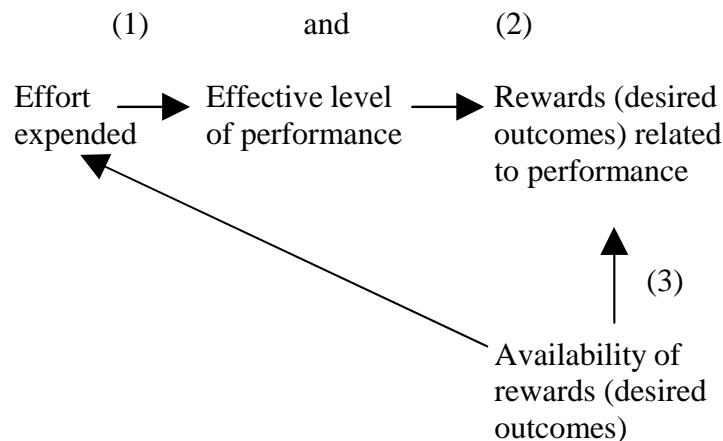 (1) and (2)
Effort Effective level Rewards (desired
expended of performance outcomes) related
to performance
(3)
Availability of
rewards (desired
outcomes)